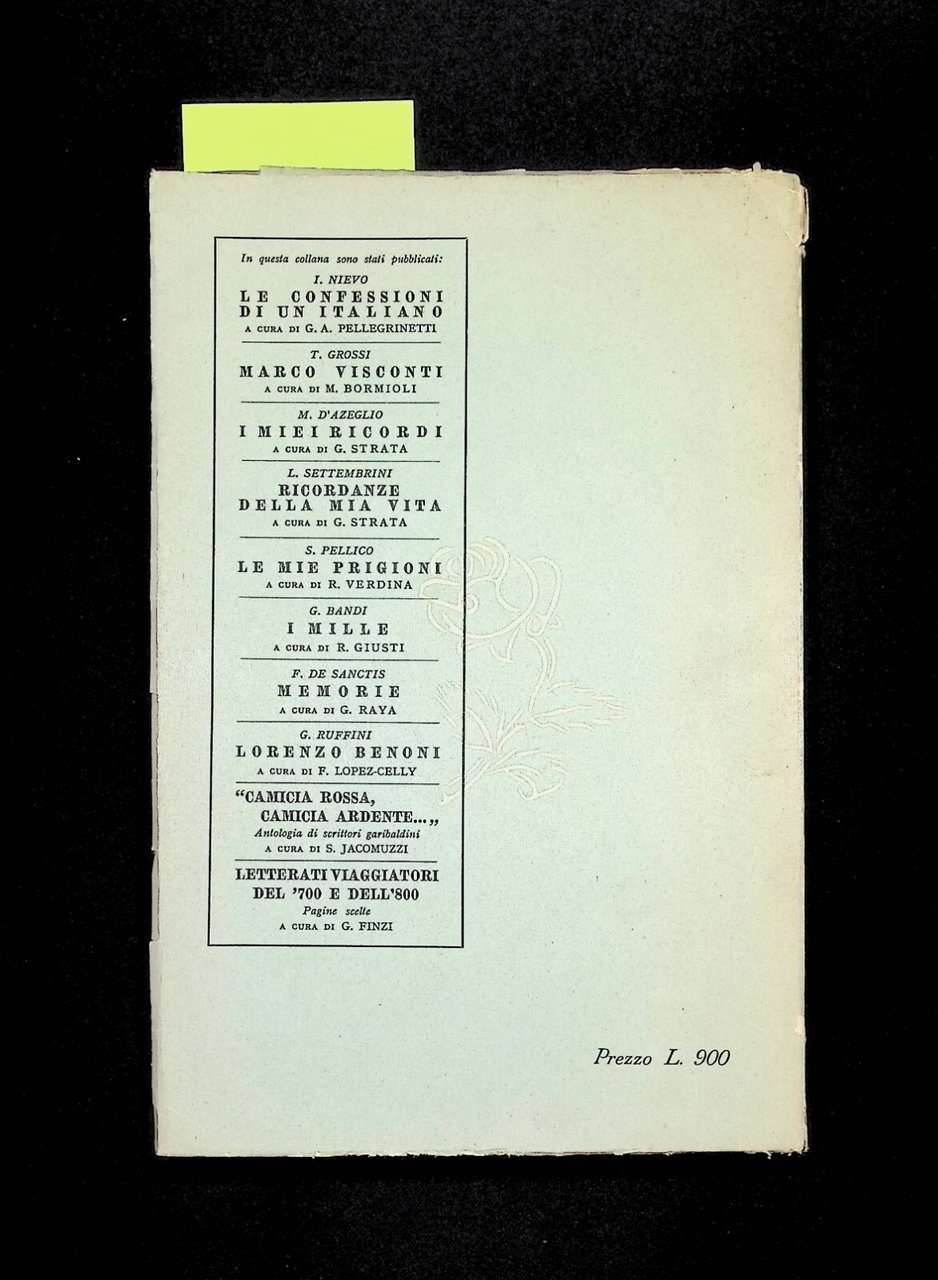 In questa collana sono stati pubblicati:
I. NIEVO
LE CONFESSIONI
DI UN ITALIANO
A CURA DI G. A. PELLEGRINETTI
T. GROSSI
MARCO VISCONTI
A CURA DI M. BORMIOLI
M. D'AZEGLIO
I MIEI RICORDI
A CURA DI G. STRATA
L. SETTEMBRINI
RICORDANZE
DELLA MIA VITA
A CURA DI G. STRATA
S. PELLICO
LE MIE PRIGIONI
A CURA DI R. VERDINA
G. BANDI
I MILLE
A CURA DI R. GIUSTI
F. DE SANCTIS
MEMORIE
A CURA DI G. RAYA
G. RUFFINI
LORENZO BENONI
A CURA DI F. LOPEZ-CELLY
“CAMICIA ROSSA,
CAMICIA ARDENTE...„
Antologia di scrittori garibaldini
A CURA DI S. JACOMUZZI
LETTERATI VIAGGIATORI
DEL '700 E DELL'800
Pagine scelte
A CURA DI G. FINZI
Prezzo L. 900